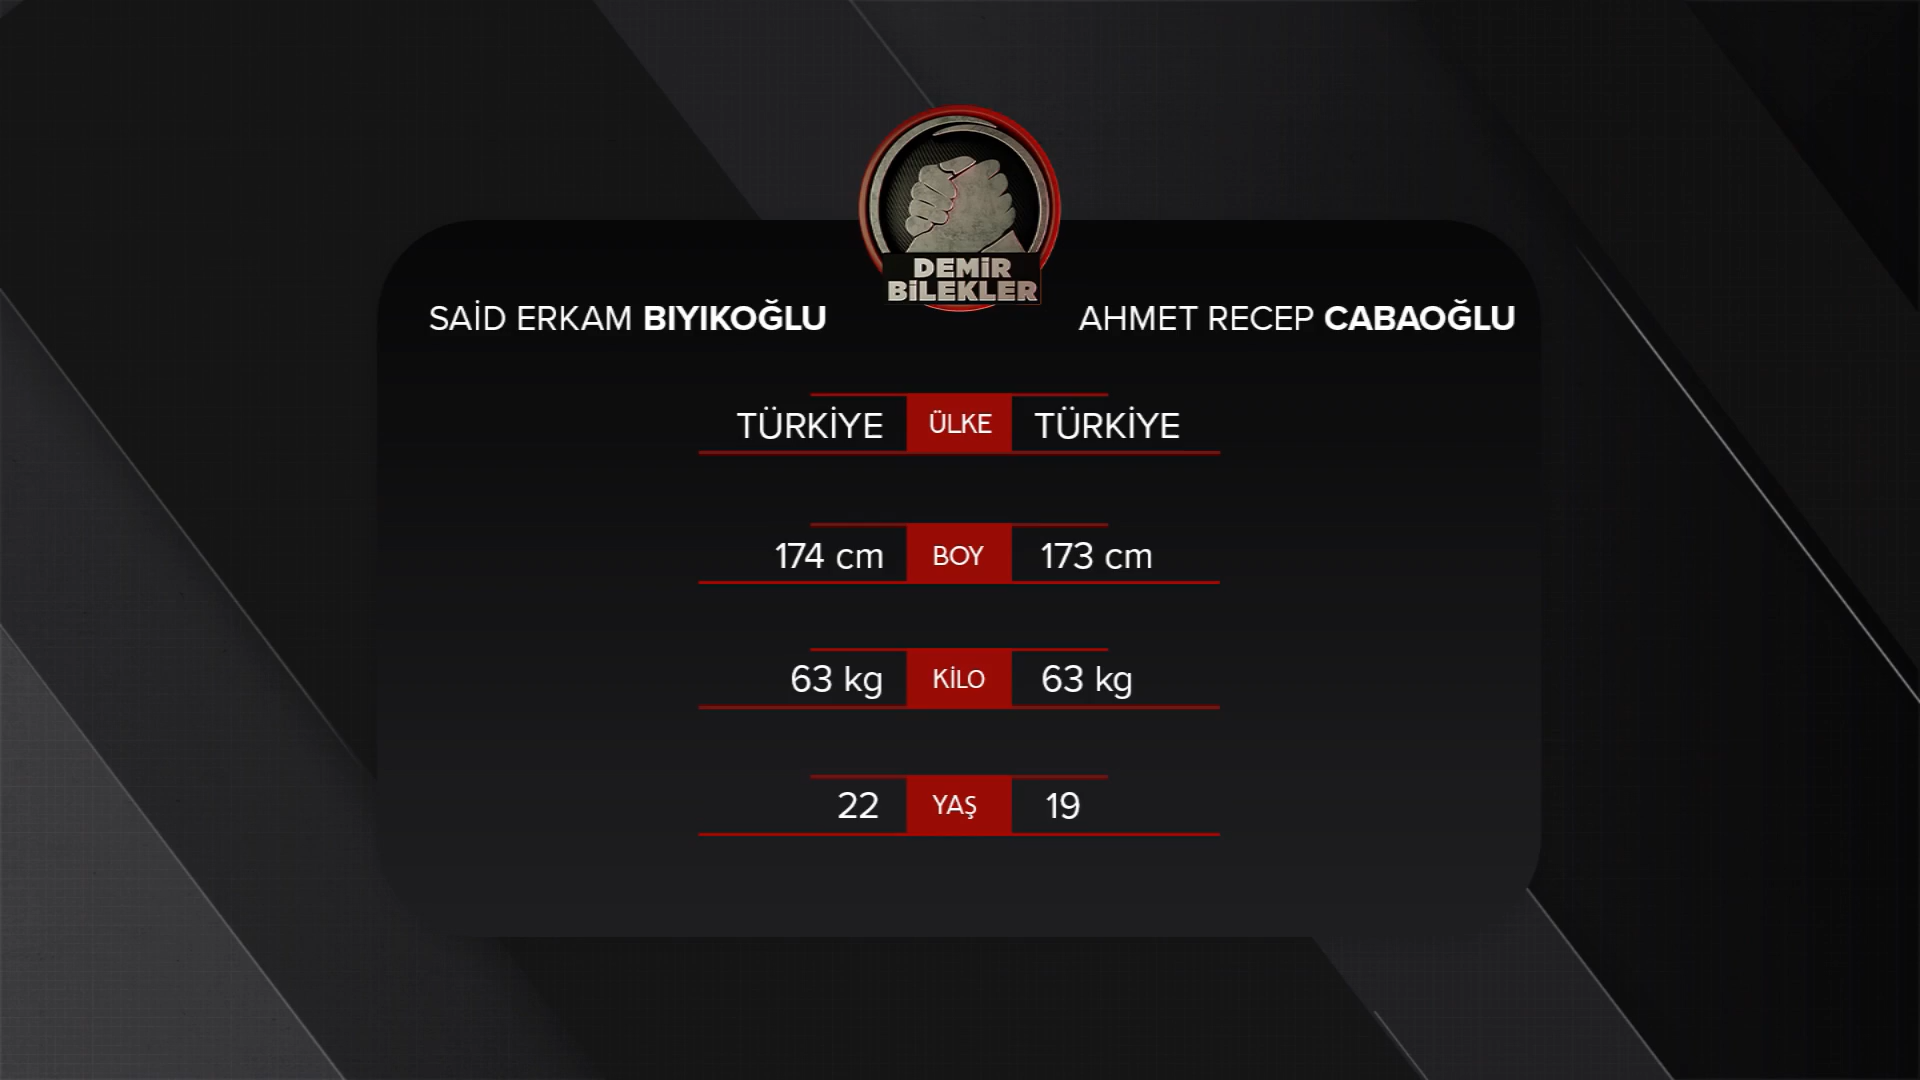 DEMİR
BİLEKLER
SAİD ERKAM BIYIKOĞLU
AHMET RECEP CABAOĞLU
TÜRKİYE ÜLKE TÜRKİYE
174 cm BOY 173 cm
63 kg KİLO 63 kg
22 YAŞ 19